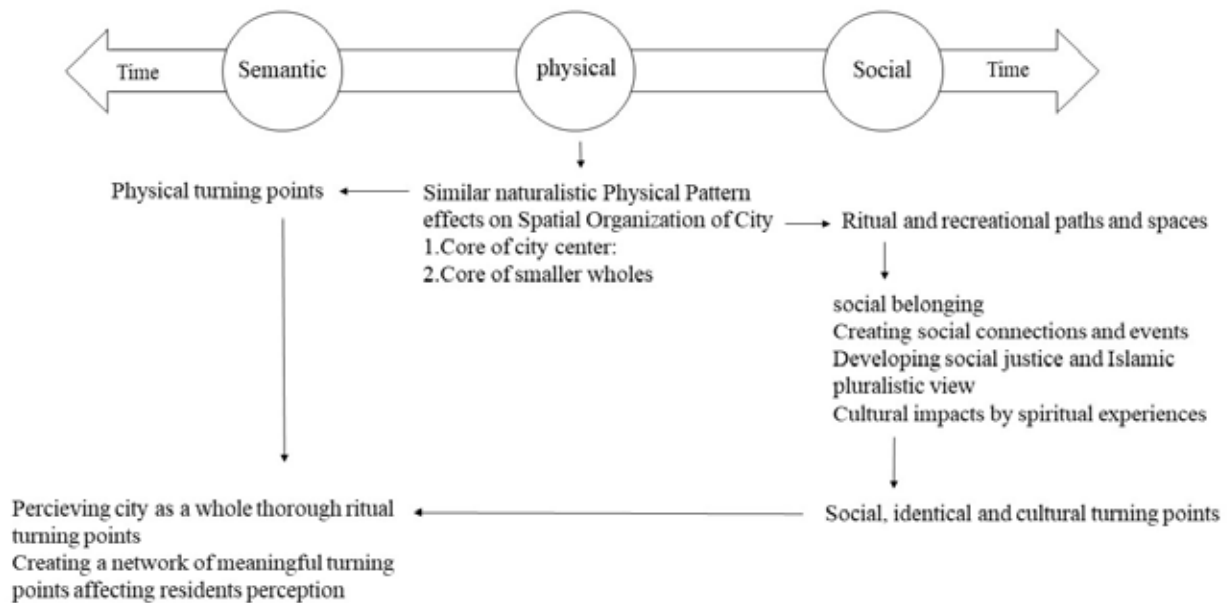 Time
Semantic
physical
Social
Time
Physical turning points
Similar naturalistic Physical Pattern
effects on Spatial Organization of City
1.Core of city center:
2.Core of smaller wholes
Ritual and recreational paths and spaces
social belonging
Creating social connections and events
Developing social justice and Islamic
pluralistic view
Cultural impacts by spiritual experiences
Percieving city as a whole thorough ritual
turning points
Creating a network of meaningful turning
points affecting residents perception
Social, identical and cultural turning points